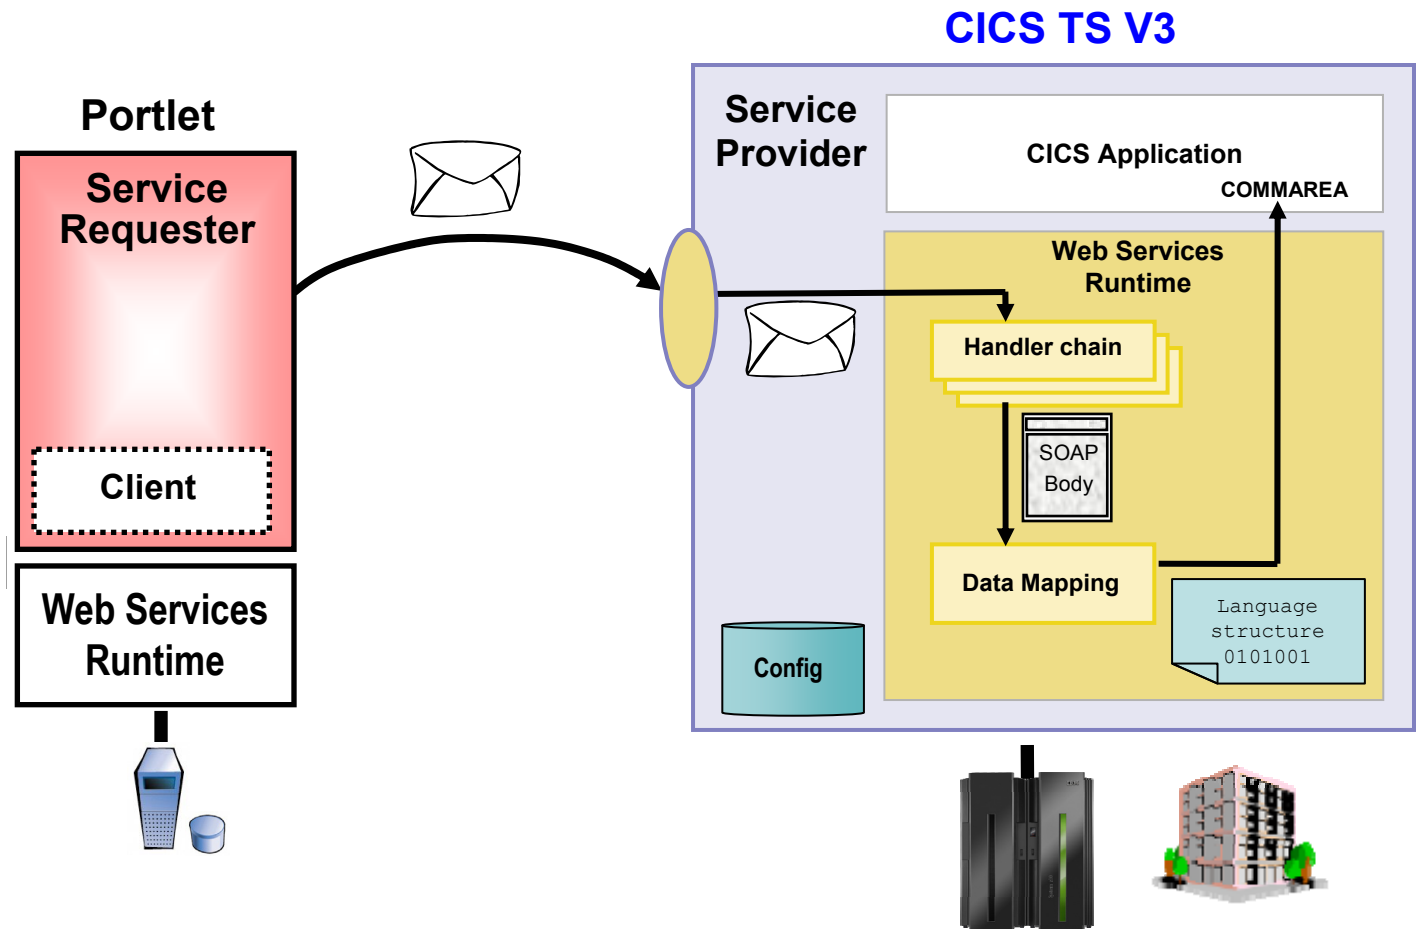 CICS TS V3
Portlet
Service
Requester
Client
Web Services
Runtime
Service
Provider
CICS Application
COMMAREA
Web Services
Runtime
Handler chain
SOAP
Body
Data Mapping
Language
structure
0101001
Config